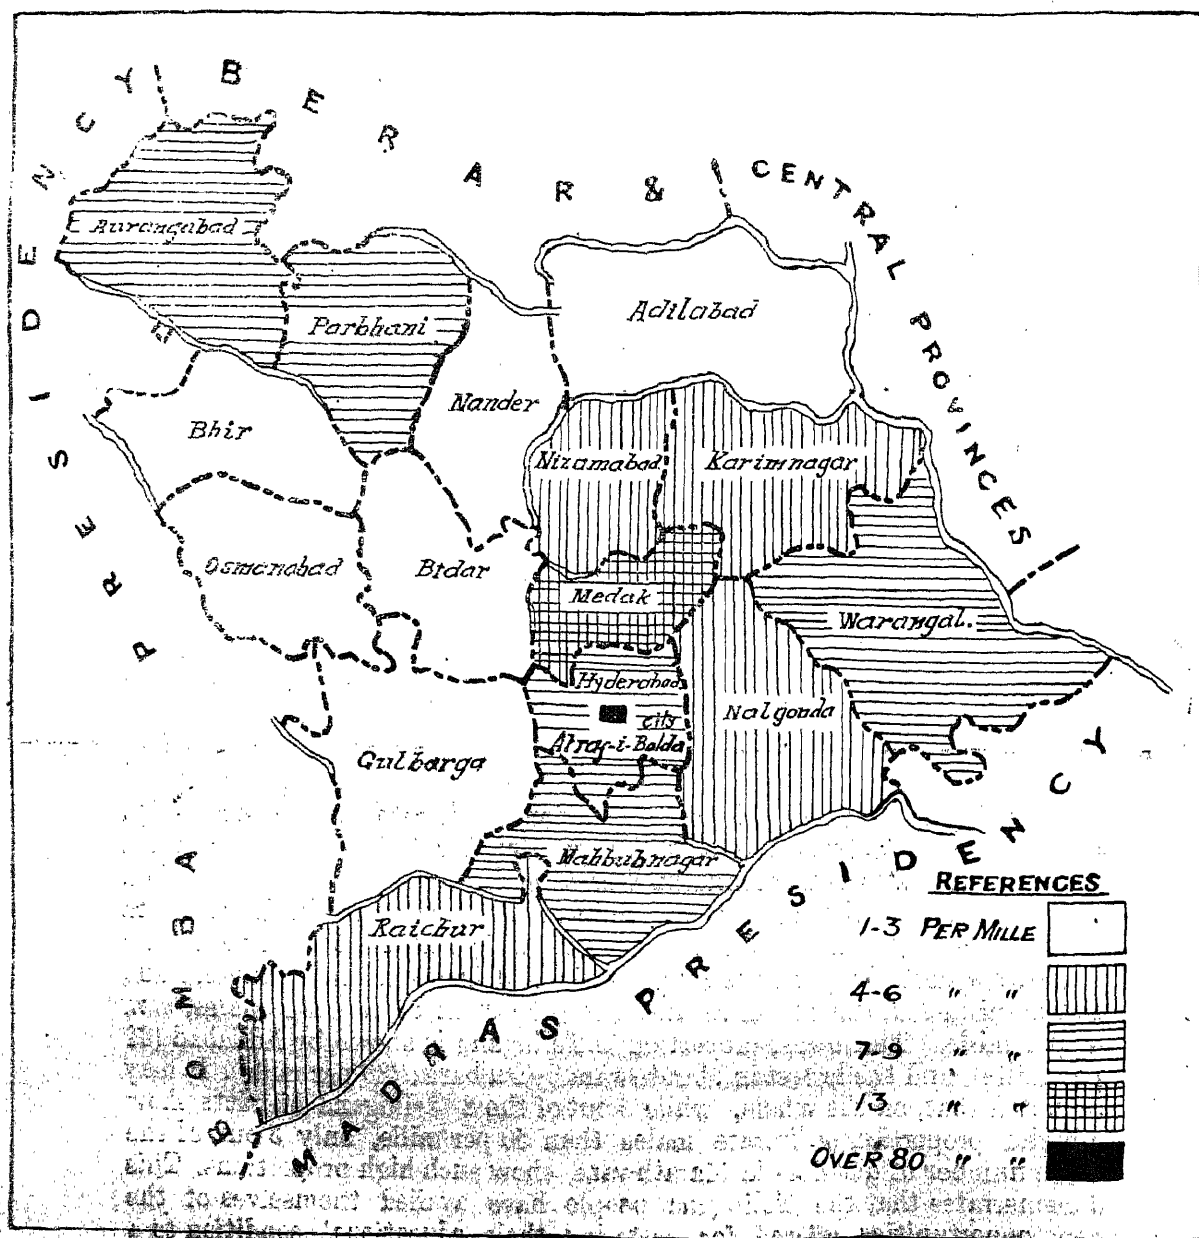 BOMBAY PRESIDENCY
BERAR & CENTRAL PROVINCES
Aurangabad
Parbhani
Adilabad
Nander
Bhir
Nizamabad
Karimnagar
Osmanabad
Bidar
Medak
Warangal.
Hyderabad
city
Nalgonda
Atraf-i-Balda
Gulbarga
Mahbubnagar
Raichur
MADRAS PRESIDENCY
REFERENCES
1-3 PER MILLE
4-6 " "
7-9 " "
13 " "
OVER 80 " "